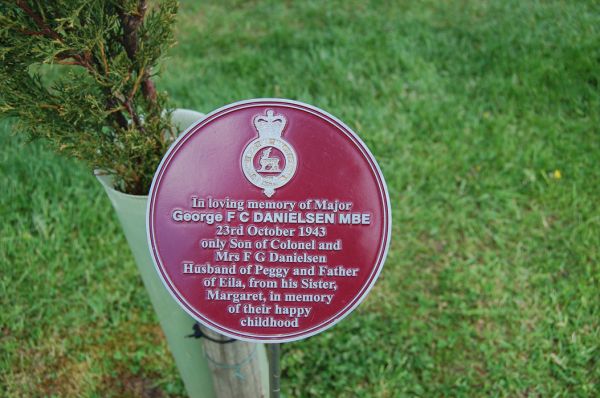 In loving memory of Major
George F C DANIELSEN MBE
23rd October 1943
only Son of Colonel and
Mrs F G Danielsen
Husband of Peggy and Father
of Eila, from his Sister,
Margaret, in memory
of their happy
childhood